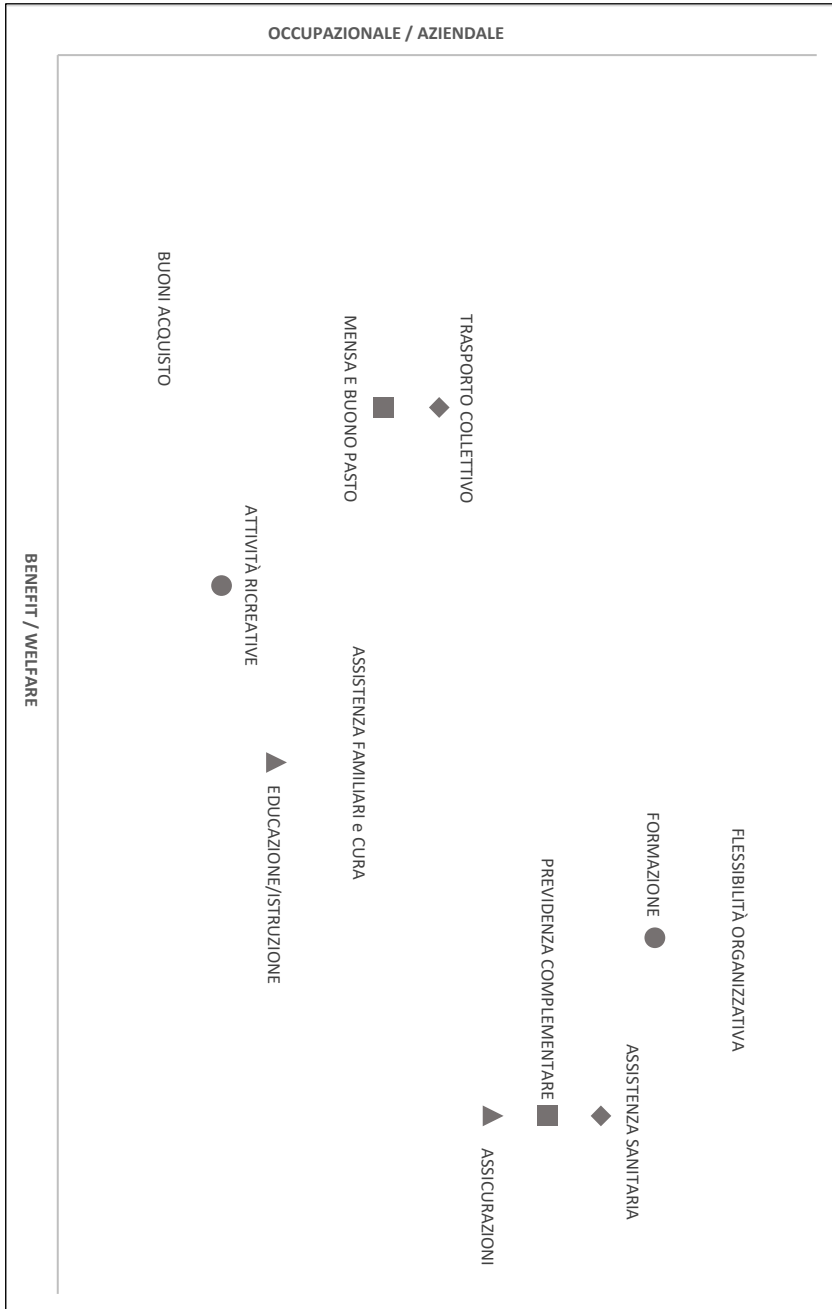 OCCUPAZIONALE / AZIENDALE
FLESSIBILITÀ ORGANIZZATIVA
FORMAZIONE
ASSISTENZA SANITARIA
PREVIDENZA COMPLEMENTARE
ASSICURAZIONI
TRASPORTO COLLETTIVO
MENSA E BUONO PASTO
ASSISTENZA FAMILIARI e CURA
EDUCAZIONE/ISTRUZIONE
ATTIVITÀ RICREATIVE
BUONI ACQUISTO
BENEFIT / WELFARE